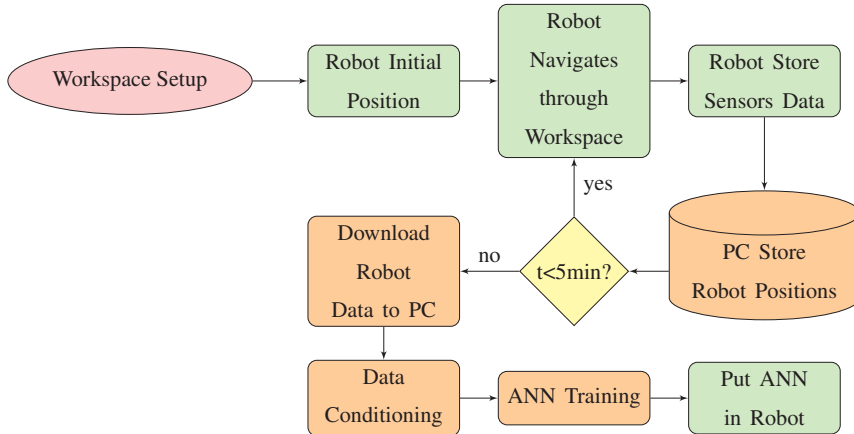 Workspace Setup
Robot Initial
Position
Robot
Navigates
through
Workspace
Robot Store
Sensors Data
yes
Download
Robot
Data to PC
no
t<5min?
PC Store
Robot Positions
Data
Conditioning
ANN Training
Put ANN
in Robot